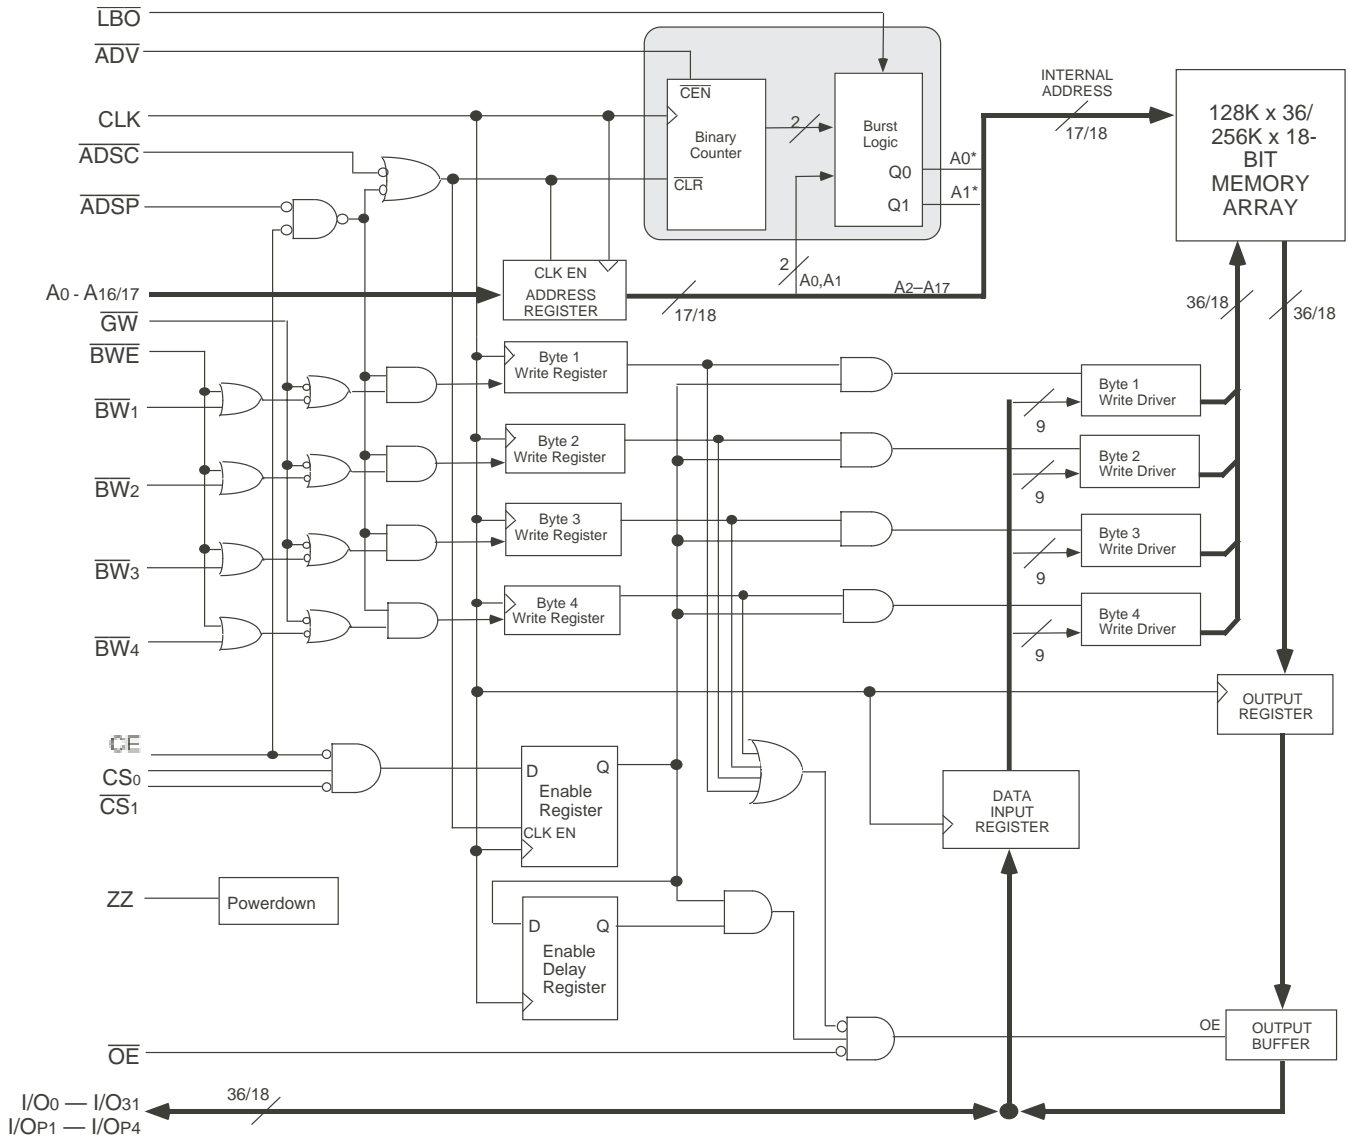 LBO
ADV
CLK
ADSC
ADSP
A0 - A16/17
GW
BWE
BW1
BW2
BW3
BW4
CE
CS0
CS1
ZZ
Powerdown
OE
I/O0 — I/O31
I/OP1 — I/OP4
36/18
CEN
Binary
Counter
CLR
2
Burst
Logic
Q0
Q1
A0*
A1*
2
A0,A1
A2–A17
CLK EN
ADDRESS
REGISTER
17/18
INTERNAL
ADDRESS
17/18
128K x 36/
256K x 18-
BIT
MEMORY
ARRAY
36/18
36/18
Byte 1
Write Register
Byte 2
Write Register
Byte 3
Write Register
Byte 4
Write Register
9
Byte 1
Write Driver
9
Byte 2
Write Driver
9
Byte 3
Write Driver
9
Byte 4
Write Driver
OUTPUT
REGISTER
D Q
Enable
Register
CLK EN
DATA
INPUT
REGISTER
D Q
Enable
Delay
Register
OE
OUTPUT
BUFFER